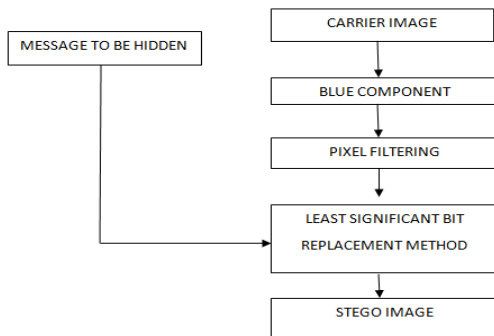 CARRIER IMAGE
MESSAGE TO BE HIDDEN
BLUE COMPONENT
PIXEL FILTERING
LEAST SIGNIFICANT BIT
REPLACEMENT METHOD
STEGO IMAGE